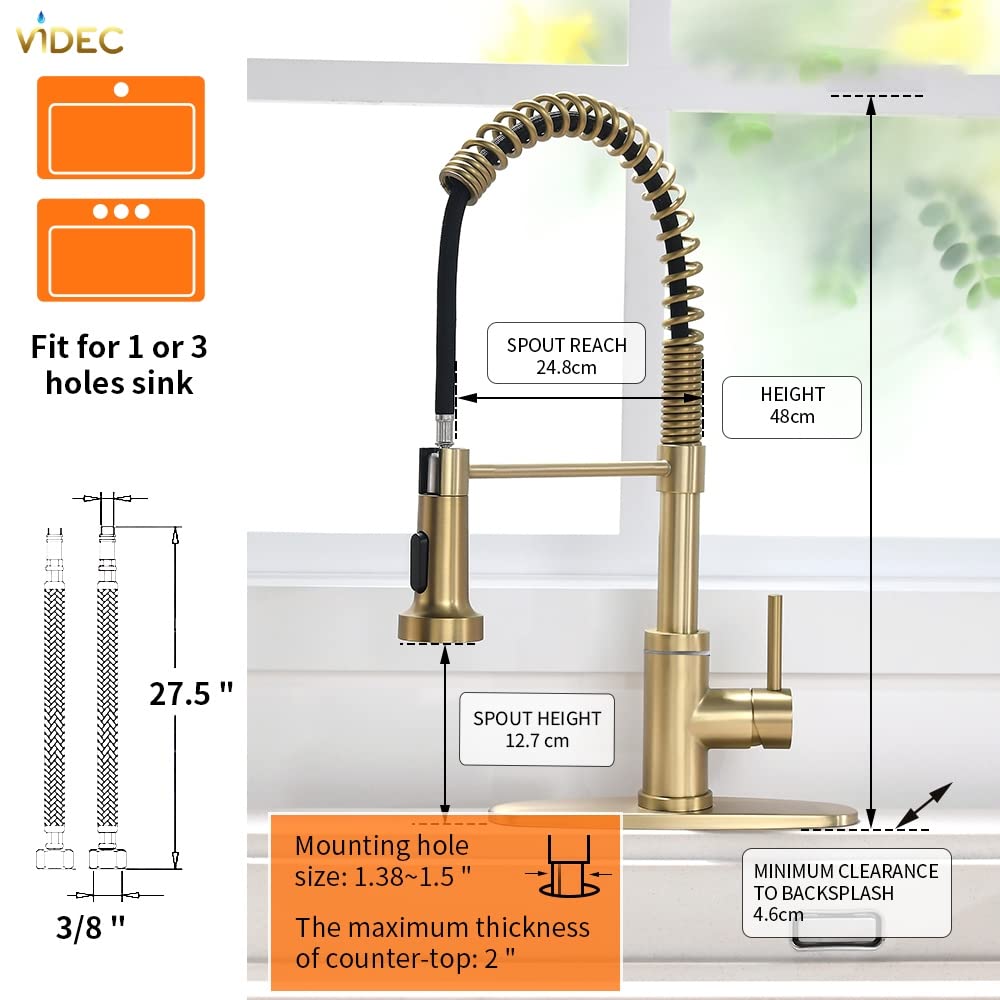 VIDEC
Fit for 1 or 3
holes sink
SPOUT REACH
24.8cm
HEIGHT
48cm
27.5 "
SPOUT HEIGHT
12.7 cm
3/8 "
Mounting hole
size: 1.38~1.5 "
The maximum thickness
of counter-top: 2 "
MINIMUM CLEARANCE
TO BACKSPLASH
4.6cm